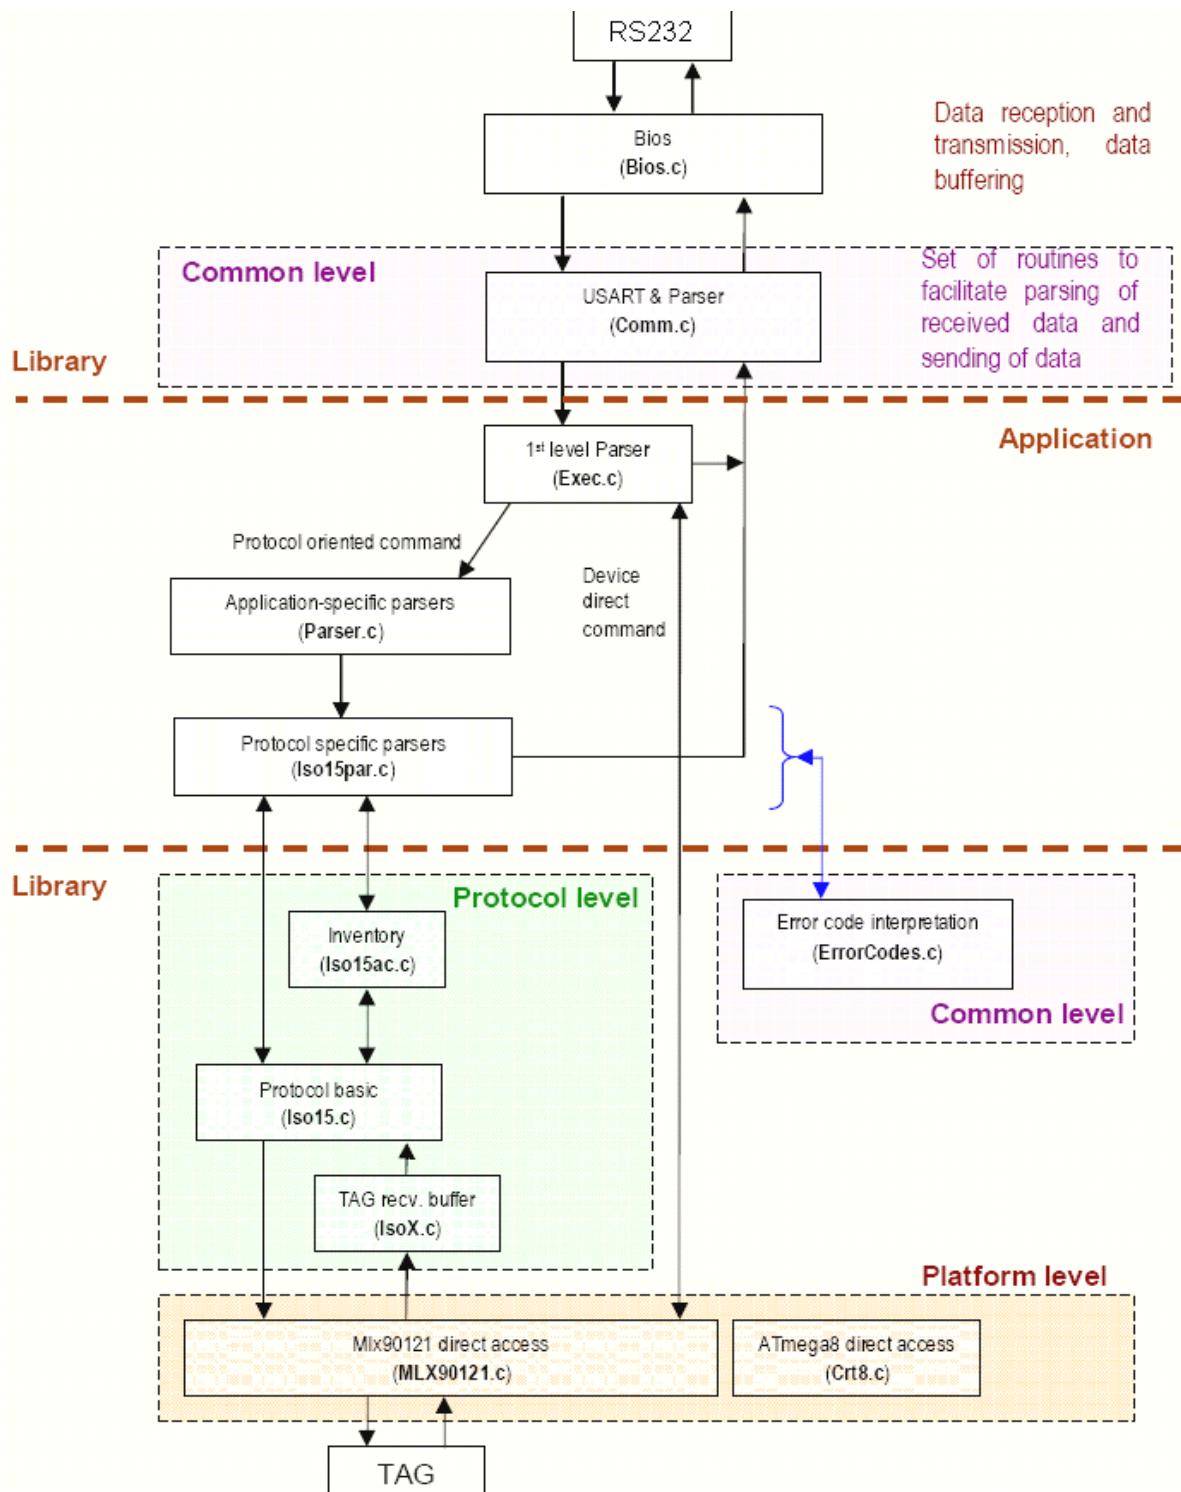 RS232
Bios
(Bios.c)
Data reception and
transmission, data
buffering
Common level
USART & Parser
(Comm.c)
Set of routines to
facilitate parsing of
received data and
sending of data
Library
Application
1st level Parser
(Exec.c)
Protocol oriented command
Device
direct
command
Application-specific parsers
(Parser.c)
Protocol specific parsers
(Iso15par.c)
Library
Protocol level
Inventory
(Iso15ac.c)
Error code interpretation
(ErrorCodes.c)
Common level
Protocol basic
(Iso15.c)
TAG recv. buffer
(IsoX.c)
Platform level
Mlx90121 direct access
(MLX90121.c)
ATmega8 direct access
(Crt8.c)
TAG